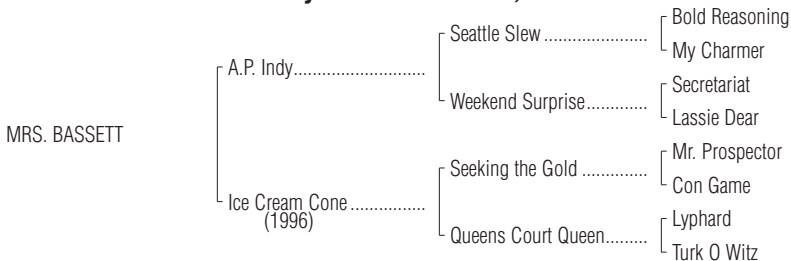 Bold Reasoning
Seattle Slew ......................
My Charmer
A.P. Indy............................
Secretariat
Weekend Surprise.............
Lassie Dear
MRS. BASSETT
Mr. Prospector
Seeking the Gold ..............
Con Game
Ice Cream Cone ................
(1996)
Lyphard
Queens Court Queen.........
Turk O Witz